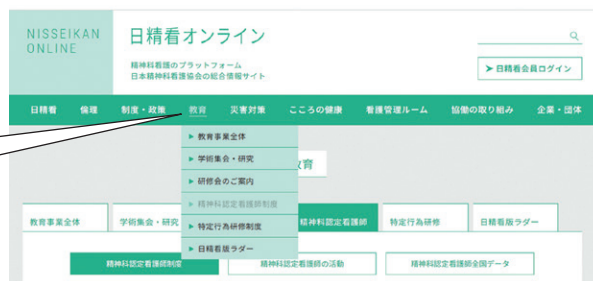 NISSEIKAN
ONLINE
日精看オンライン
精神科看護のプラットフォーム
日本精神科看護協会の総合情報サイト
➤ 日精看会員ログイン
日精看 倫理 制度・政策 教育 災害対策 こころの健康 看護管理ルーム 協働の取り組み 企業・団体
▶ 教育事業全体
▶ 学術集会・研究
▶ 研修会のご案内
▶ 精神科認定看護師制度
▶ 特定行為研修制度
▶ 日精看版ラダー
教育
教育事業全体 学術集会・研究 精神科認定看護師 特定行為研修 日精看版ラダー
精神科認定看護師制度 精神科認定看護師の活動 精神科認定看護師全国データ